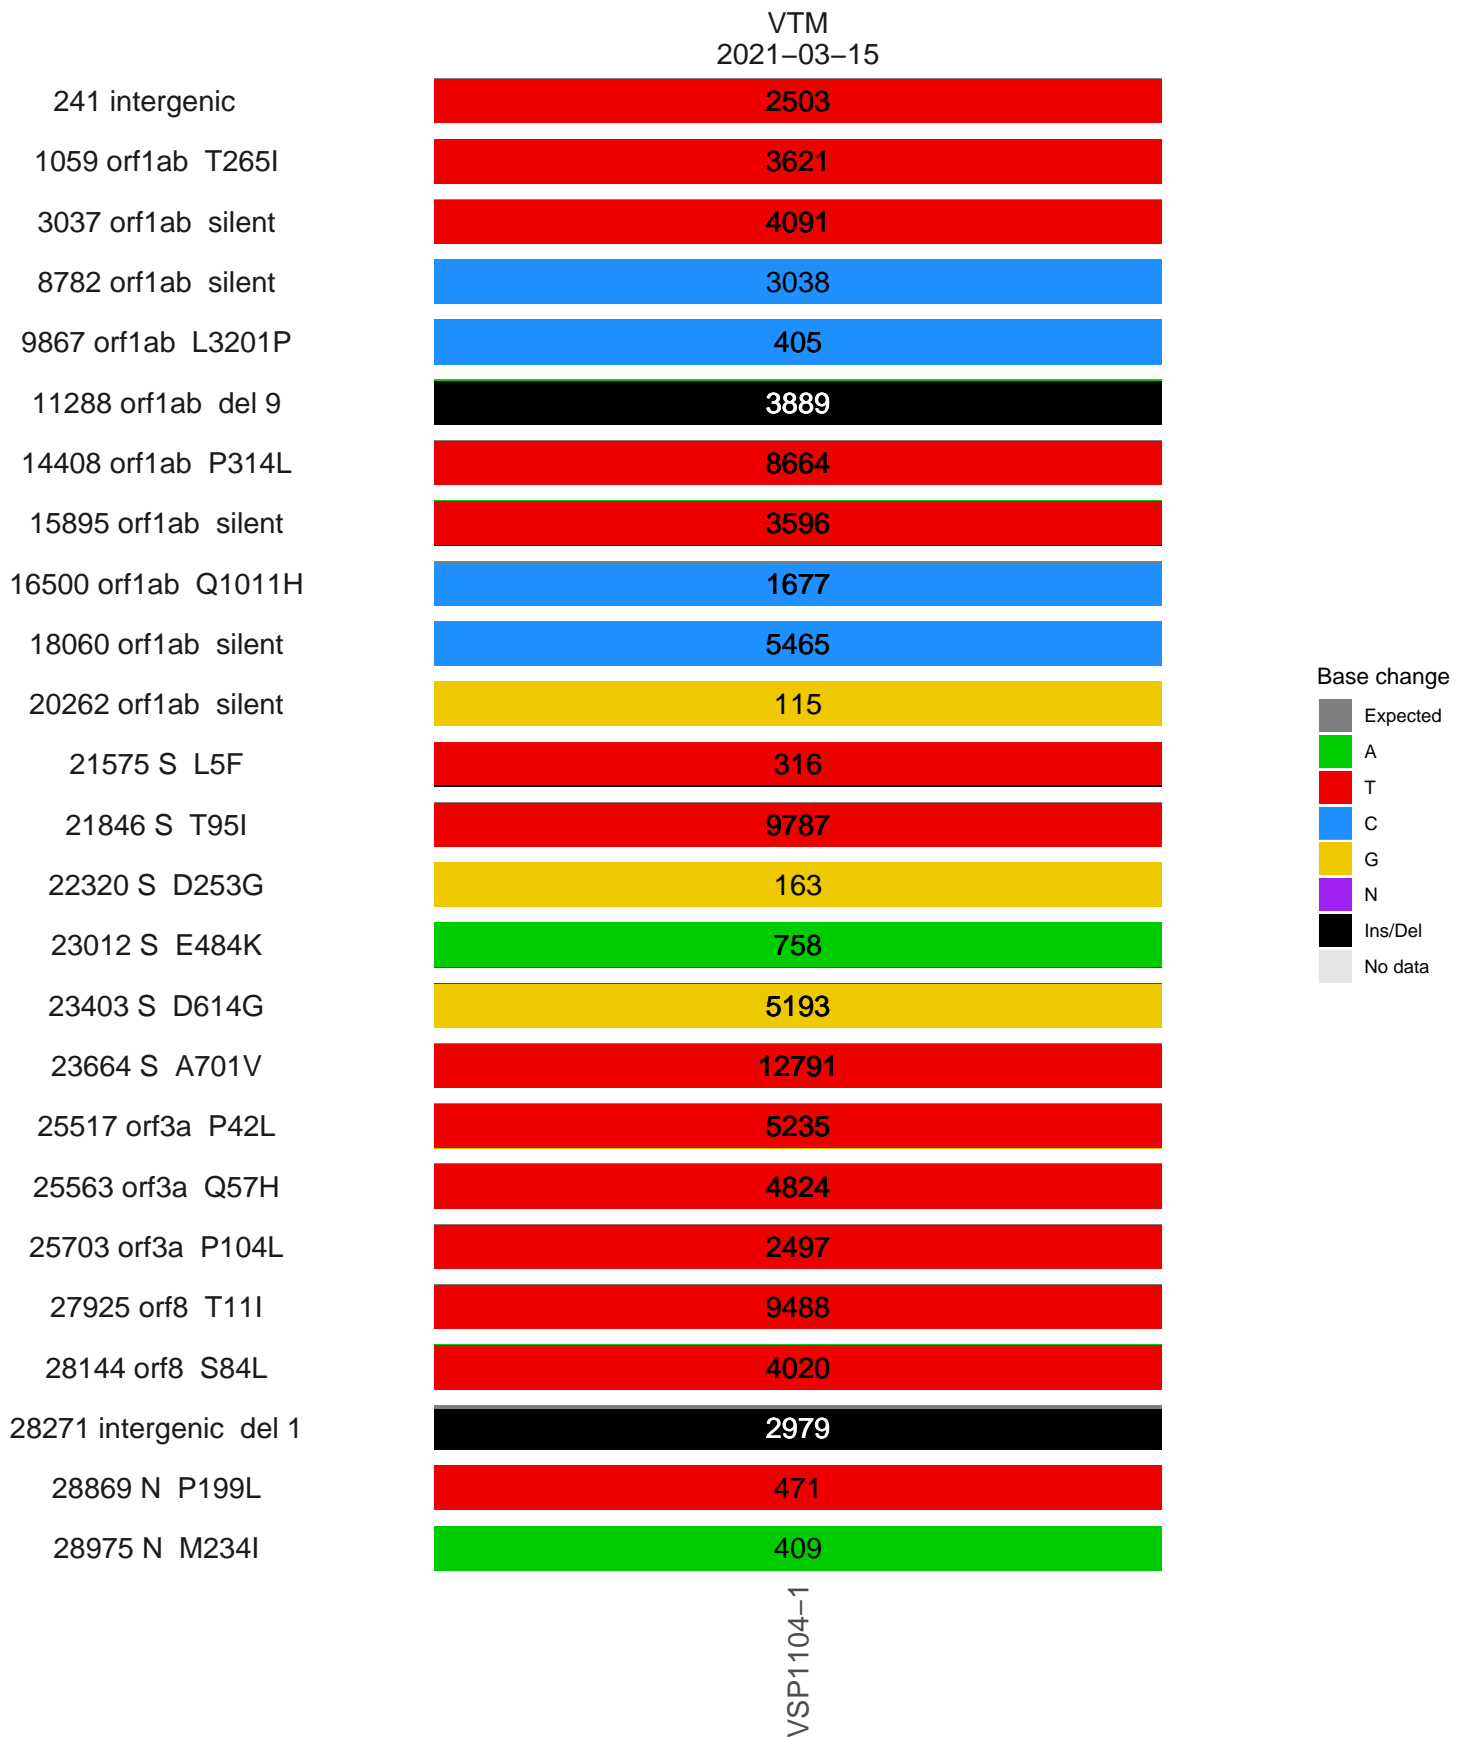 VTM
2021−03−15
241 intergenic 2503
1059 orf1ab T265I 3621
3037 orf1ab silent 4091
8782 orf1ab silent 3038
9867 orf1ab L3201P 405
11288 orf1ab del 9 3889
14408 orf1ab P314L 8664
15895 orf1ab silent 3596
16500 orf1ab Q1011H 1677
18060 orf1ab silent 5465
20262 orf1ab silent 115
21575 S L5F 316
21846 S T95I 9787
22320 S D253G 163
23012 S E484K 758
23403 S D614G 5193
23664 S A701V 12791
25517 orf3a P42L 5235
25563 orf3a Q57H 4824
25703 orf3a P104L 2497
27925 orf8 T11I 9488
28144 orf8 S84L 4020
28271 intergenic del 1 2979
28869 N P199L 471
28975 N M234I 409
VSP1104−1
Base change
Expected
A
T
C
G
N
Ins/Del
No data